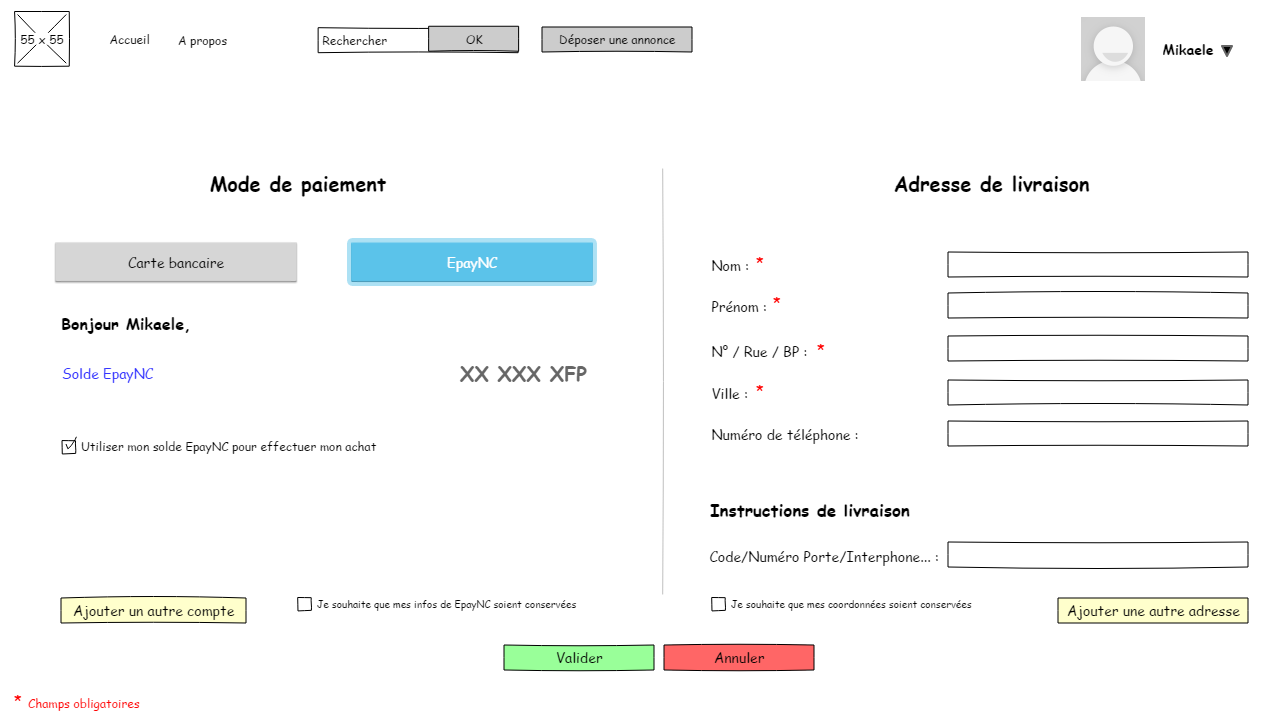 55 x 55
Accueil
A propos
Rechercher
OK
Déposer une annonce
Mikaele ▼
Mode de paiement
Carte bancaire
EpayNC
Bonjour Mikaele,
Solde EpayNC
XX XXX XFP
Utiliser mon solde EpayNC pour effectuer mon achat
Ajouter un autre compte
Je souhaite que mes infos de EpayNC soient conservées
Adresse de livraison
Nom : *
Prénom : *
N° / Rue / BP : *
Ville : *
Numéro de téléphone :
Instructions de livraison
Code/Numéro Porte/Interphone... :
Je souhaite que mes coordonnées soient conservées
Ajouter une autre adresse
Valider
Annuler
* Champs obligatoires